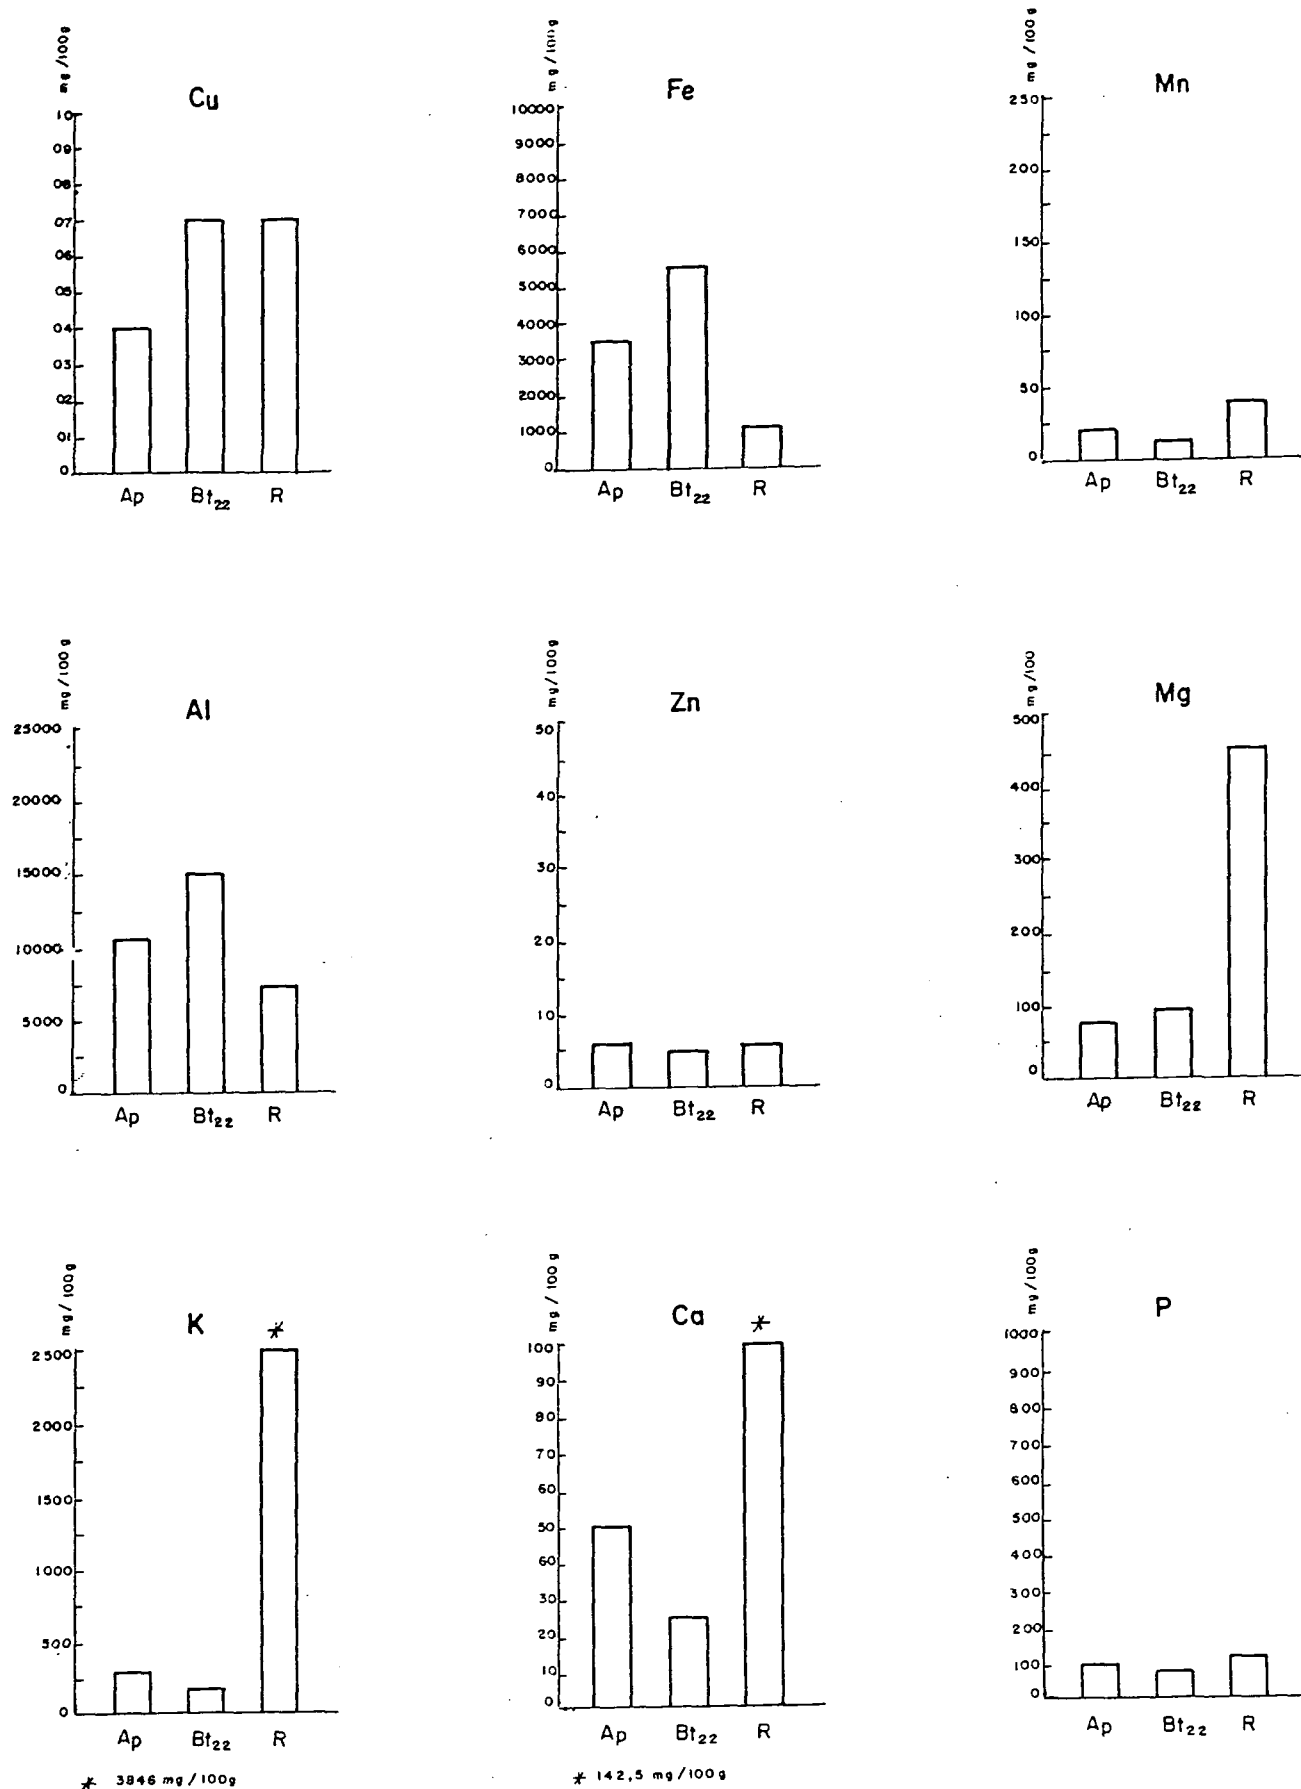 mg/100g
Cu
10
09
08
07
06
05
04
03
02
01
0
Ap Bt22 R
mg/100g
Fe
10000
9000
8000
7000
6000
5000
4000
3000
2000
1000
0
Ap Bt22 R
mg/100g
Mn
250
200
150
100
50
0
Ap Bt22 R
mg/100g
Al
25000
20000
15000
10000
5000
0
Ap Bt22 R
mg/100g
Zn
50
40
30
20
10
0
Ap Bt22 R
mg/100
Mg
500
400
300
200
100
0
Ap Bt22 R
mg/100g
K
*
2500
2000
1500
1000
500
0
Ap Bt22 R
* 3846 mg/100g
mg/100g
Ca
*
100
90
80
70
60
50
60
30
20
10
0
Ap Bt22 R
* 142,5 mg/100g
mg/100g
P
1000
900
800
700
600
500
400
300
200
100
0
Ap Bt22 R